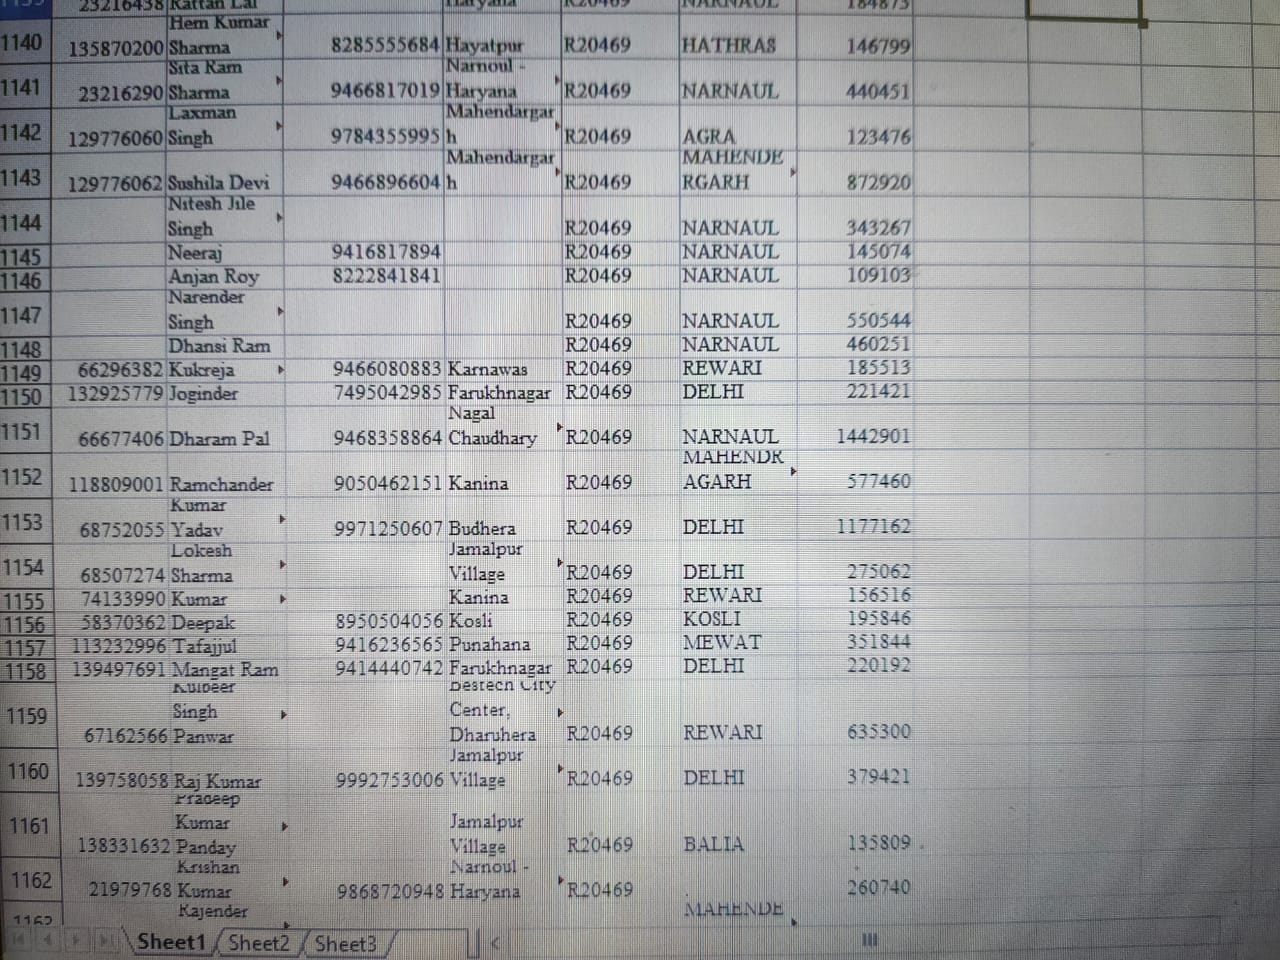 23216438 Rattan Lal Haryana R20469 NARNAUL 184873
1140 135870200 Hem Kumar Sharma 8285555684 Hayatpur R20469 HATHRAS 146799
1141 23216290 Sita Ram Sharma 9466817019 Narnoul - Haryana R20469 NARNAUL 440451
1142 129776060 Laxman Singh 9784355995 Mahendargar h R20469 AGRA 123476
1143 129776062 Sushila Devi 9466896604 Mahendargar h R20469 MAHENDE RGARH 872920
1144 Nitesh Jile Singh R20469 NARNAUL 343267
1145 Neeraj 9416817894 R20469 NARNAUL 145074
1146 Anjan Roy 8222841841 R20469 NARNAUL 109103
1147 Narender Singh R20469 NARNAUL 550544
1148 Dhansi Ram R20469 NARNAUL 460251
1149 66296382 Kukreja 9466080883 Karnawas R20469 REWARI 185513
1150 132925779 Joginder 7495042985 Farukhnagar R20469 DELHI 221421
1151 66677406 Dharam Pal 9468358864 Nagal Chaudhary R20469 NARNAUL 1442901
1152 118809001 Ramchander 9050462151 Kanina R20469 MAHENDR AGARH 577460
1153 68752055 Kumar Yadav 9971250607 Budhera R20469 DELHI 1177162
1154 68507274 Lokesh Sharma Jamalpur Village R20469 DELHI 275062
1155 74133990 Kumar Kanina R20469 REWARI 156516
1156 58370362 Deepak 8950504056 Kosli R20469 KOSLI 195846
1157 113232996 Tafajjul 9416236565 Punahana R20469 MEWAT 351844
1158 139497691 Mangat Ram 9414440742 Farukhnagar R20469 DELHI 220192
1159 67162566 Kulbeer Singh Panwar Bestech City Center, Dharuhera R20469 REWARI 635300
1160 139758058 Raj Kumar 9992753006 Jamalpur Village R20469 DELHI 379421
1161 138331632 Pradeep Kumar Panday Jamalpur Village R20469 BALIA 135809
1162 21979768 Krishan Kumar 9868720948 Narnoul - Haryana R20469 260740
1163 Rajender MAHENDE
Sheet1 Sheet2 Sheet3